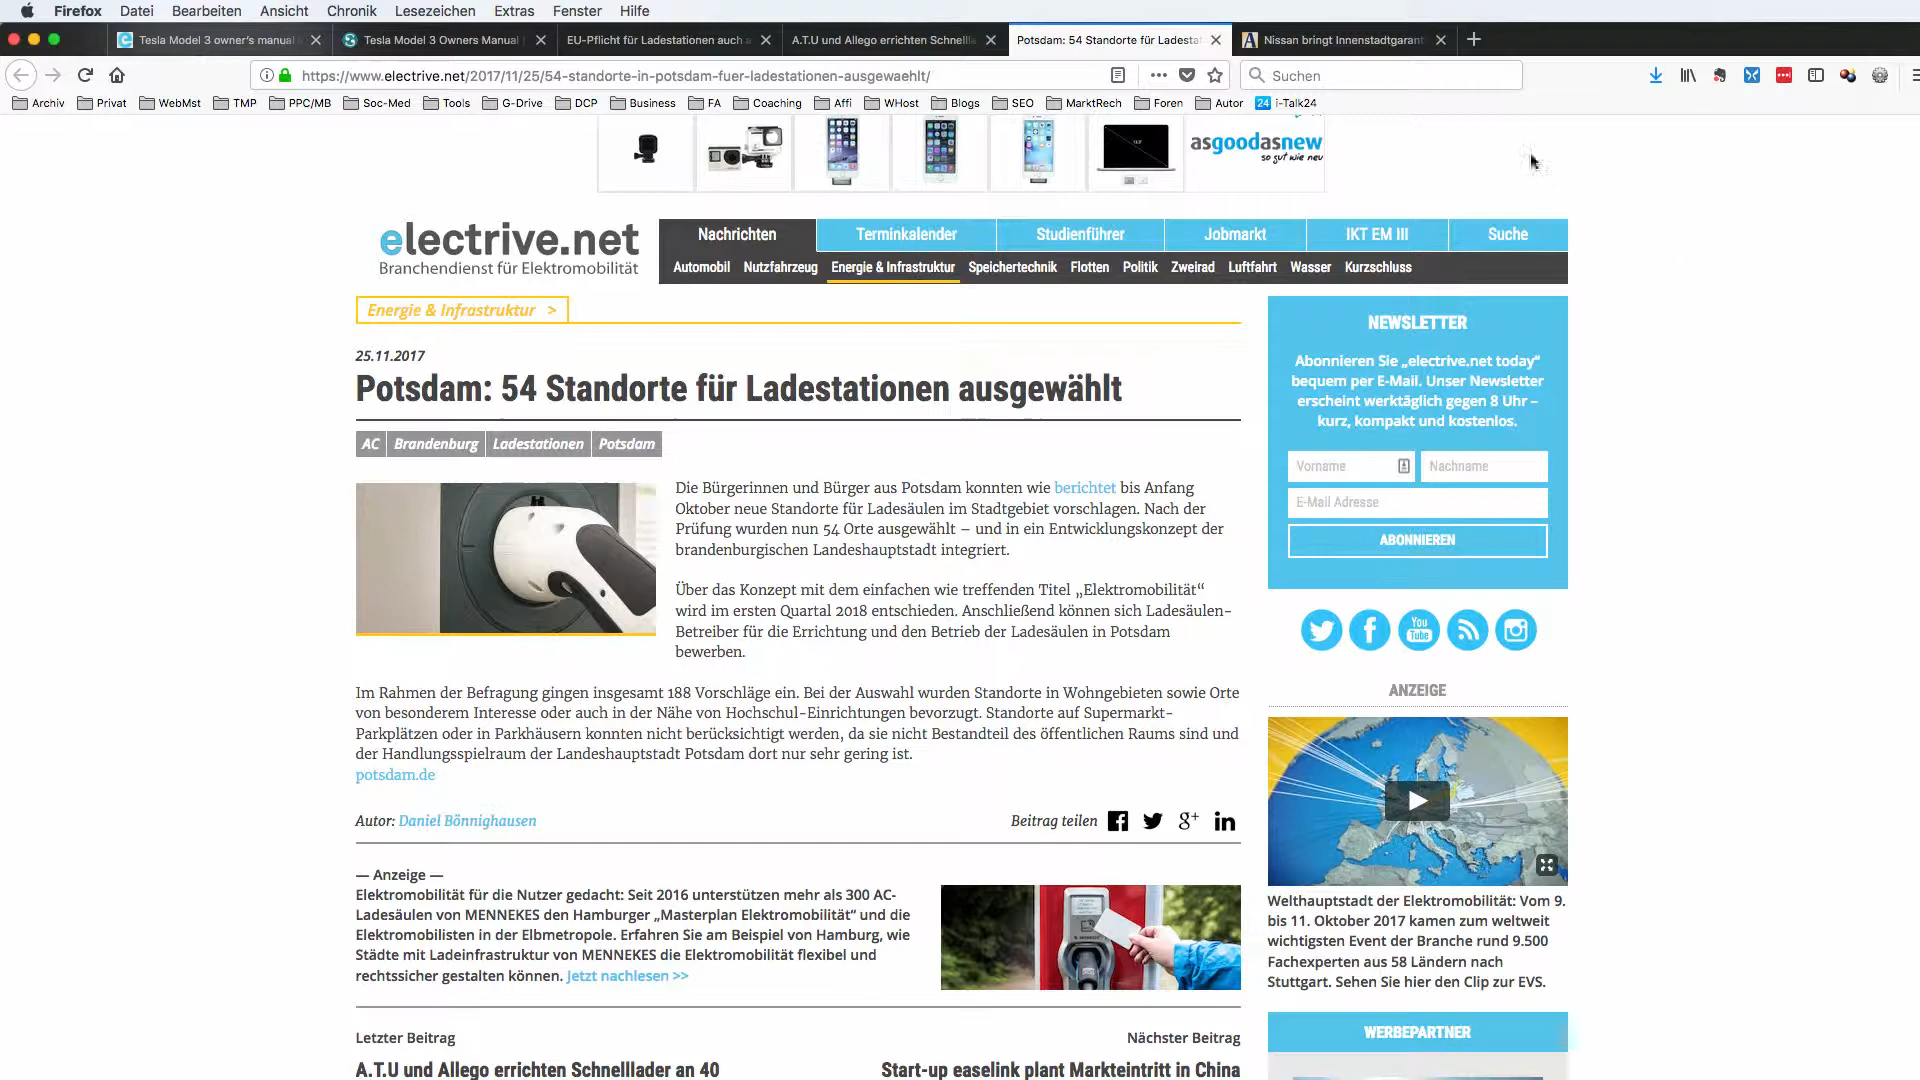 Firefox Datei Bearbeiten Ansicht Chronik Lesezeichen Extras Fenster Hilfe
Tesla Model 3 owner's manual
Tesla Model 3 Owners Manual
EU-Pflicht für Ladestationen auch
A.T.U und Allego errichten Schnellla
Potsdam: 54 Standorte für Ladesta
Nissan bringt Innenstadtgarant
https://www.electrive.net/2017/11/25/54-standorte-in-potsdam-fuer-ladestationen-ausgewaehlt/
Suchen
Archiv Privat WebMst TMP PPC/MB Soc-Med Tools G-Drive DCP Business FA Coaching Affi WHost Blogs SEO MarktRech Foren Autor 24 i-Talk24
asgoodasnew
so gut wie neu
electrive.net
Branchendienst für Elektromobilität
Nachrichten Terminkalender Studienführer Jobmarkt IKT EM III Suche
Automobil Nutzfahrzeug Energie & Infrastruktur Speichertechnik Flotten Politik Zweirad Luftfahrt Wasser Kurzschluss
Energie & Infrastruktur >
25.11.2017
Potsdam: 54 Standorte für Ladestationen ausgewählt
AC Brandenburg Ladestationen Potsdam
Die Bürgerinnen und Bürger aus Potsdam konnten wie berichtet bis Anfang
Oktober neue Standorte für Ladesäulen im Stadtgebiet vorschlagen. Nach der
Prüfung wurden nun 54 Orte ausgewählt – und in ein Entwicklungskonzept der
brandenburgischen Landeshauptstadt integriert.
Über das Konzept mit dem einfachen wie treffenden Titel „Elektromobilität“
wird im ersten Quartal 2018 entschieden. Anschließend können sich Ladesäulen-
Betreiber für die Errichtung und den Betrieb der Ladesäulen in Potsdam
bewerben.
Im Rahmen der Befragung gingen insgesamt 188 Vorschläge ein. Bei der Auswahl wurden Standorte in Wohngebieten sowie Orte
von besonderem Interesse oder auch in der Nähe von Hochschul-Einrichtungen bevorzugt. Standorte auf Supermarkt-
Parkplätzen oder in Parkhäusern konnten nicht berücksichtigt werden, da sie nicht Bestandteil des öffentlichen Raums sind und
der Handlungsspielraum der Landeshauptstadt Potsdam dort nur sehr gering ist.
potsdam.de
Autor: Daniel Bönnighausen
Beitrag teilen
— Anzeige —
Elektromobilität für die Nutzer gedacht: Seit 2016 unterstützen mehr als 300 AC-
Ladesäulen von MENNEKES den Hamburger „Masterplan Elektromobilität“ und die
Elektromobilisten in der Elbmetropole. Erfahren Sie am Beispiel von Hamburg, wie
Städte mit Ladeinfrastruktur von MENNEKES die Elektromobilität flexibel und
rechtssicher gestalten können. Jetzt nachlesen >>
Letzter Beitrag
A.T.U und Allego errichten Schnelllader an 40
Nächster Beitrag
Start-up easelink plant Markteintritt in China
NEWSLETTER
Abonnieren Sie „electrive.net today“
bequem per E-Mail. Unser Newsletter
erscheint werktäglich gegen 8 Uhr –
kurz, kompakt und kostenlos.
Vorname
Nachname
E-Mail Adresse
ABONNIEREN
You
Tube
ANZEIGE
Welthauptstadt der Elektromobilität: Vom 9.
bis 11. Oktober 2017 kamen zum weltweit
wichtigsten Event der Branche rund 9.500
Fachexperten aus 58 Ländern nach
Stuttgart. Sehen Sie hier den Clip zur EVS.
WERBEPARTNER